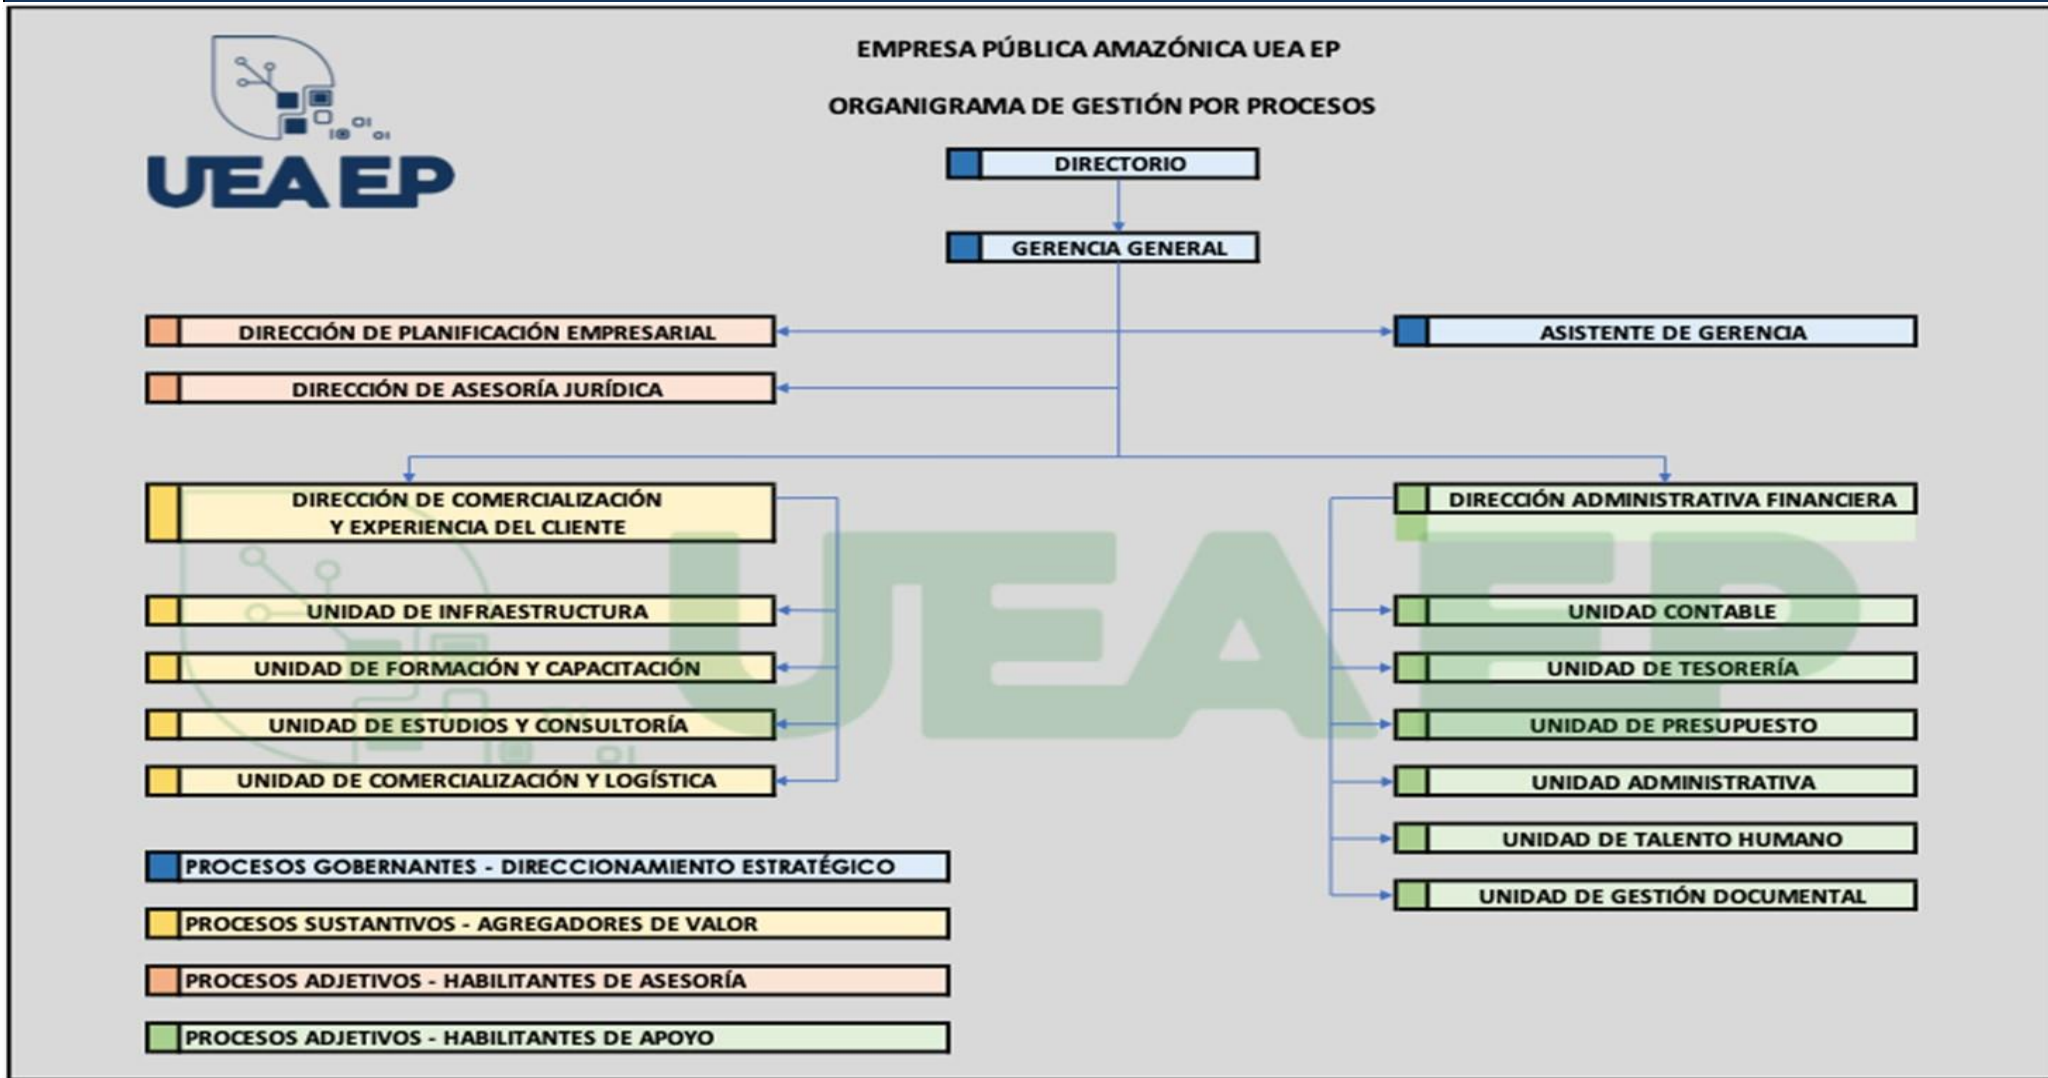 EMPRESA PÚBLICA AMAZÓNICA UEA EP
ORGANIGRAMA DE GESTIÓN POR PROCESOS
UEA EP
DIRECTORIO
GERENCIA GENERAL
DIRECCIÓN DE PLANIFICACIÓN EMPRESARIAL
ASISTENTE DE GERENCIA
DIRECCIÓN DE ASESORÍA JURÍDICA
DIRECCIÓN DE COMERCIALIZACIÓN
Y EXPERIENCIA DEL CLIENTE
UNIDAD DE INFRAESTRUCTURA
UNIDAD DE FORMACIÓN Y CAPACITACIÓN
UNIDAD DE ESTUDIOS Y CONSULTORÍA
UNIDAD DE COMERCIALIZACIÓN Y LOGÍSTICA
DIRECCIÓN ADMINISTRATIVA FINANCIERA
UNIDAD CONTABLE
UNIDAD DE TESORERÍA
UNIDAD DE PRESUPUESTO
UNIDAD ADMINISTRATIVA
UNIDAD DE TALENTO HUMANO
UNIDAD DE GESTIÓN DOCUMENTAL
UEA EP
PROCESOS GOBERNANTES - DIRECCIONAMIENTO ESTRATÉGICO
PROCESOS SUSTANTIVOS - AGREGADORES DE VALOR
PROCESOS ADJETIVOS - HABILITANTES DE ASESORÍA
PROCESOS ADJETIVOS - HABILITANTES DE APOYO